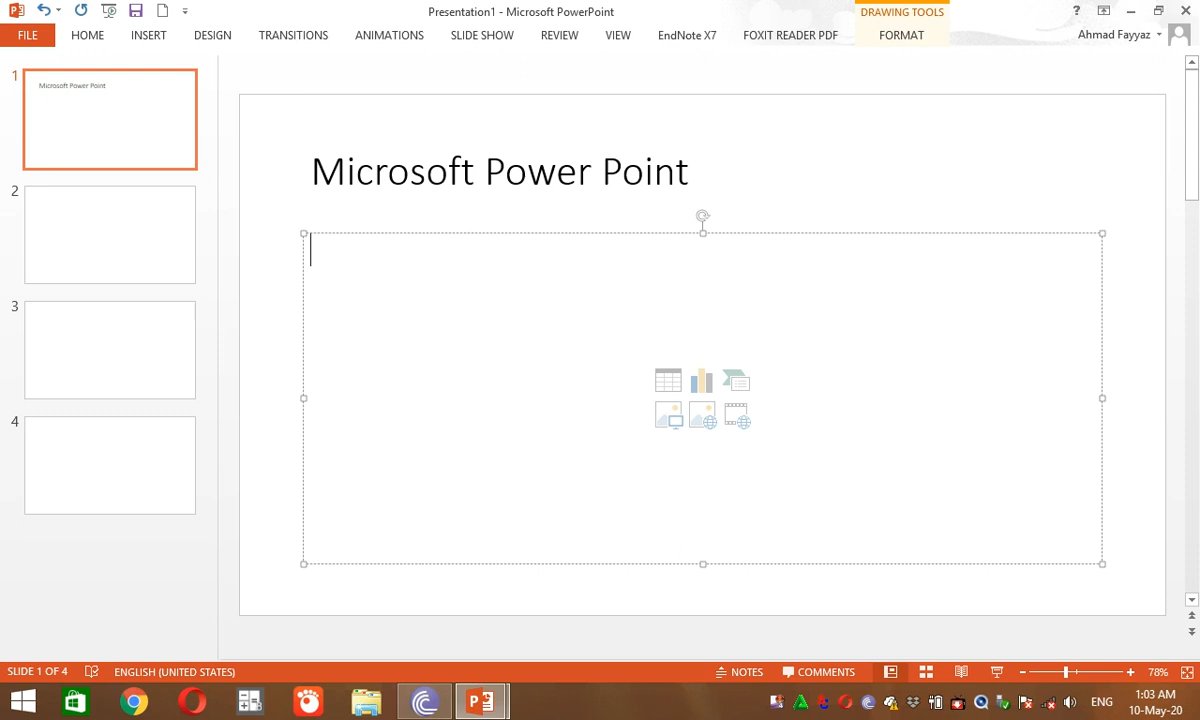 Presentation1 - Microsoft PowerPoint
DRAWING TOOLS
?
FILE HOME INSERT DESIGN TRANSITIONS ANIMATIONS SLIDE SHOW REVIEW VIEW EndNote X7 FOXIT READER PDF FORMAT Ahmad Fayyaz
1
Microsoft Power Point
2
3
4
Microsoft Power Point
SLIDE 1 OF 4 ENGLISH (UNITED STATES) NOTES COMMENTS 78%
ENG
1:03 AM
10-May-20